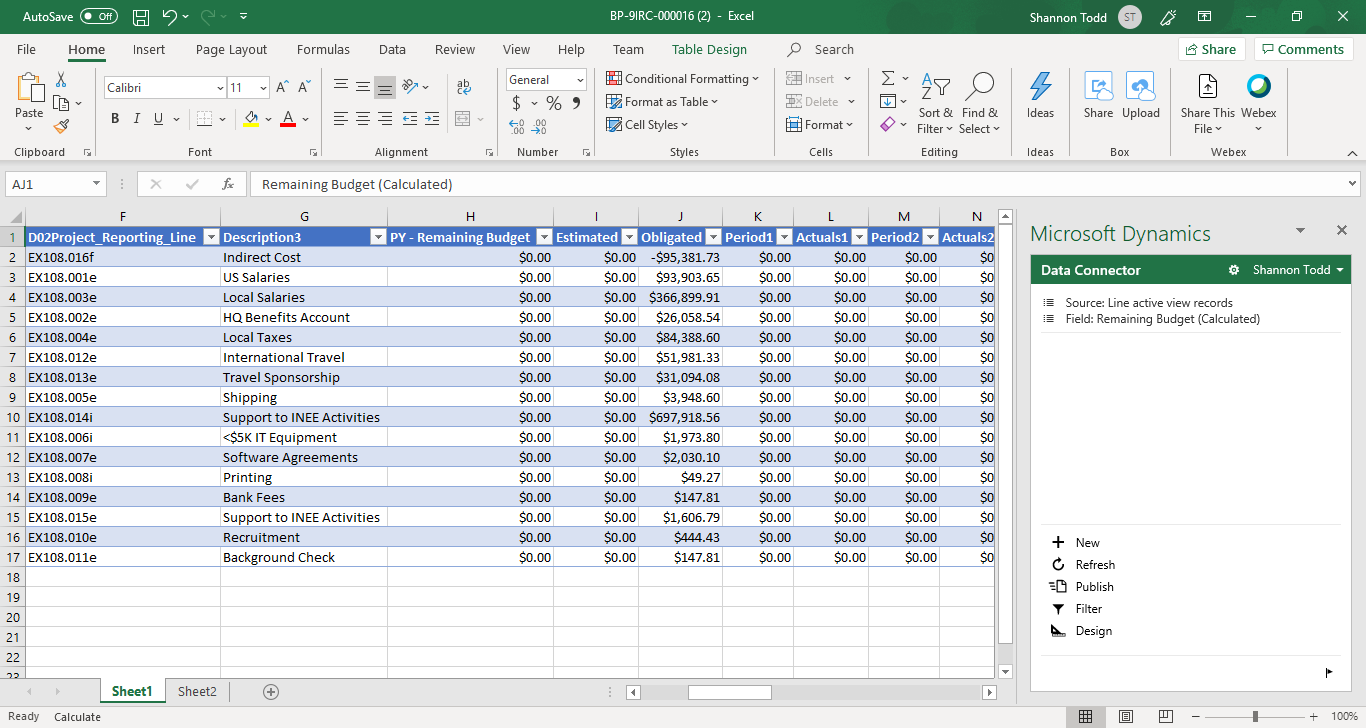 AutoSave Off BP-9IRC-000016 (2) - Excel Shannon Todd ST
File Home Insert Page Layout Formulas Data Review View Help Team Table Design Search Share Comments
Paste
Calibri 11 A A
B I U A
ab
General
$ % 9
.00 .00
Conditional Formatting
Format as Table
Cell Styles
Insert
Delete
Format
Sort & Filter
Find & Select
Ideas
Share Upload
Share This File
Webex
Clipboard Font Alignment Number Styles Cells Editing Ideas Box Webex
AJ1 fx Remaining Budget (Calculated)
F G H I J K L M N
1 D02Project_Reporting_Line Description3 PY - Remaining Budget Estimated Obligated Period1 Actuals1 Period2 Actuals2
2 EX108.016f Indirect Cost $0.00 $0.00 -$95,381.73 $0.00 $0.00 $0.00 $0
3 EX108.001e US Salaries $0.00 $0.00 $93,903.65 $0.00 $0.00 $0.00 $0
4 EX108.003e Local Salaries $0.00 $0.00 $366,899.91 $0.00 $0.00 $0.00 $0
5 EX108.002e HQ Benefits Account $0.00 $0.00 $26,058.54 $0.00 $0.00 $0.00 $0
6 EX108.004e Local Taxes $0.00 $0.00 $84,388.60 $0.00 $0.00 $0.00 $0
7 EX108.012e International Travel $0.00 $0.00 $51,981.33 $0.00 $0.00 $0.00 $0
8 EX108.013e Travel Sponsorship $0.00 $0.00 $31,094.08 $0.00 $0.00 $0.00 $0
9 EX108.005e Shipping $0.00 $0.00 $3,948.60 $0.00 $0.00 $0.00 $0
10 EX108.014i Support to INEE Activities $0.00 $0.00 $697,918.56 $0.00 $0.00 $0.00 $0
11 EX108.006i <$5K IT Equipment $0.00 $0.00 $1,973.80 $0.00 $0.00 $0.00 $0
12 EX108.007e Software Agreements $0.00 $0.00 $2,030.10 $0.00 $0.00 $0.00 $0
13 EX108.008i Printing $0.00 $0.00 $49.27 $0.00 $0.00 $0.00 $0
14 EX108.009e Bank Fees $0.00 $0.00 $147.81 $0.00 $0.00 $0.00 $0
15 EX108.015e Support to INEE Activities $0.00 $0.00 $1,606.79 $0.00 $0.00 $0.00 $0
16 EX108.010e Recruitment $0.00 $0.00 $444.43 $0.00 $0.00 $0.00 $0
17 EX108.011e Background Check $0.00 $0.00 $147.81 $0.00 $0.00 $0.00 $0
18
19
20
21
22
23
Microsoft Dynamics
Data Connector Shannon Todd
Source: Line active view records
Field: Remaining Budget (Calculated)
New
Refresh
Publish
Filter
Design
Sheet1 Sheet2
Ready Calculate 100%